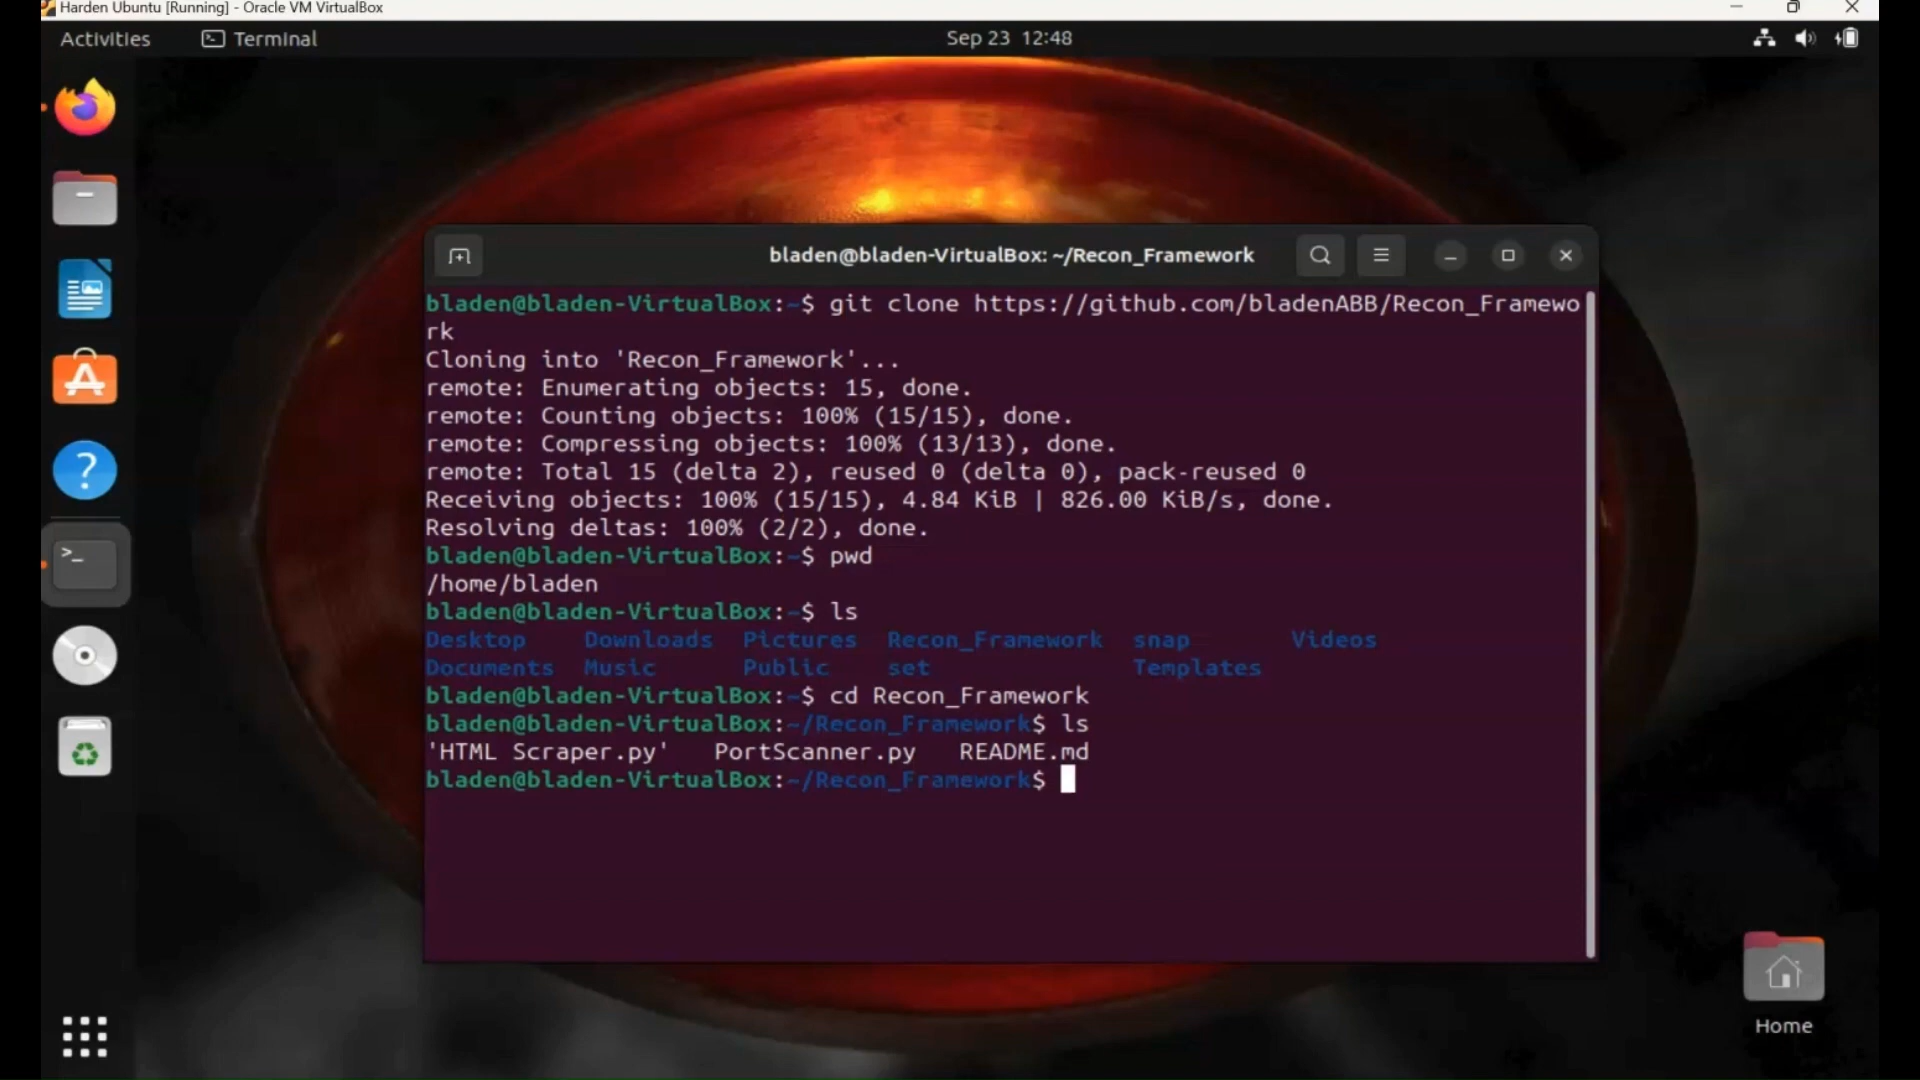 Harden Ubuntu [Running] - Oracle VM VirtualBox
Activities Terminal Sep 23 12:48
bladen@bladen-VirtualBox: ~/Recon_Framework
bladen@bladen-VirtualBox:~$ git clone https://github.com/bladenABB/Recon_Framewo
rk
Cloning into 'Recon_Framework'...
remote: Enumerating objects: 15, done.
remote: Counting objects: 100% (15/15), done.
remote: Compressing objects: 100% (13/13), done.
remote: Total 15 (delta 2), reused 0 (delta 0), pack-reused 0
Receiving objects: 100% (15/15), 4.84 KiB | 826.00 KiB/s, done.
Resolving deltas: 100% (2/2), done.
bladen@bladen-VirtualBox:~$ pwd
/home/bladen
bladen@bladen-VirtualBox:~$ ls
Desktop Downloads Pictures Recon_Framework snap Videos
Documents Music Public set Templates
bladen@bladen-VirtualBox:~$ cd Recon_Framework
bladen@bladen-VirtualBox:~/Recon_Framework$ ls
'HTML Scraper.py' PortScanner.py README.md
bladen@bladen-VirtualBox:~/Recon_Framework$
Home